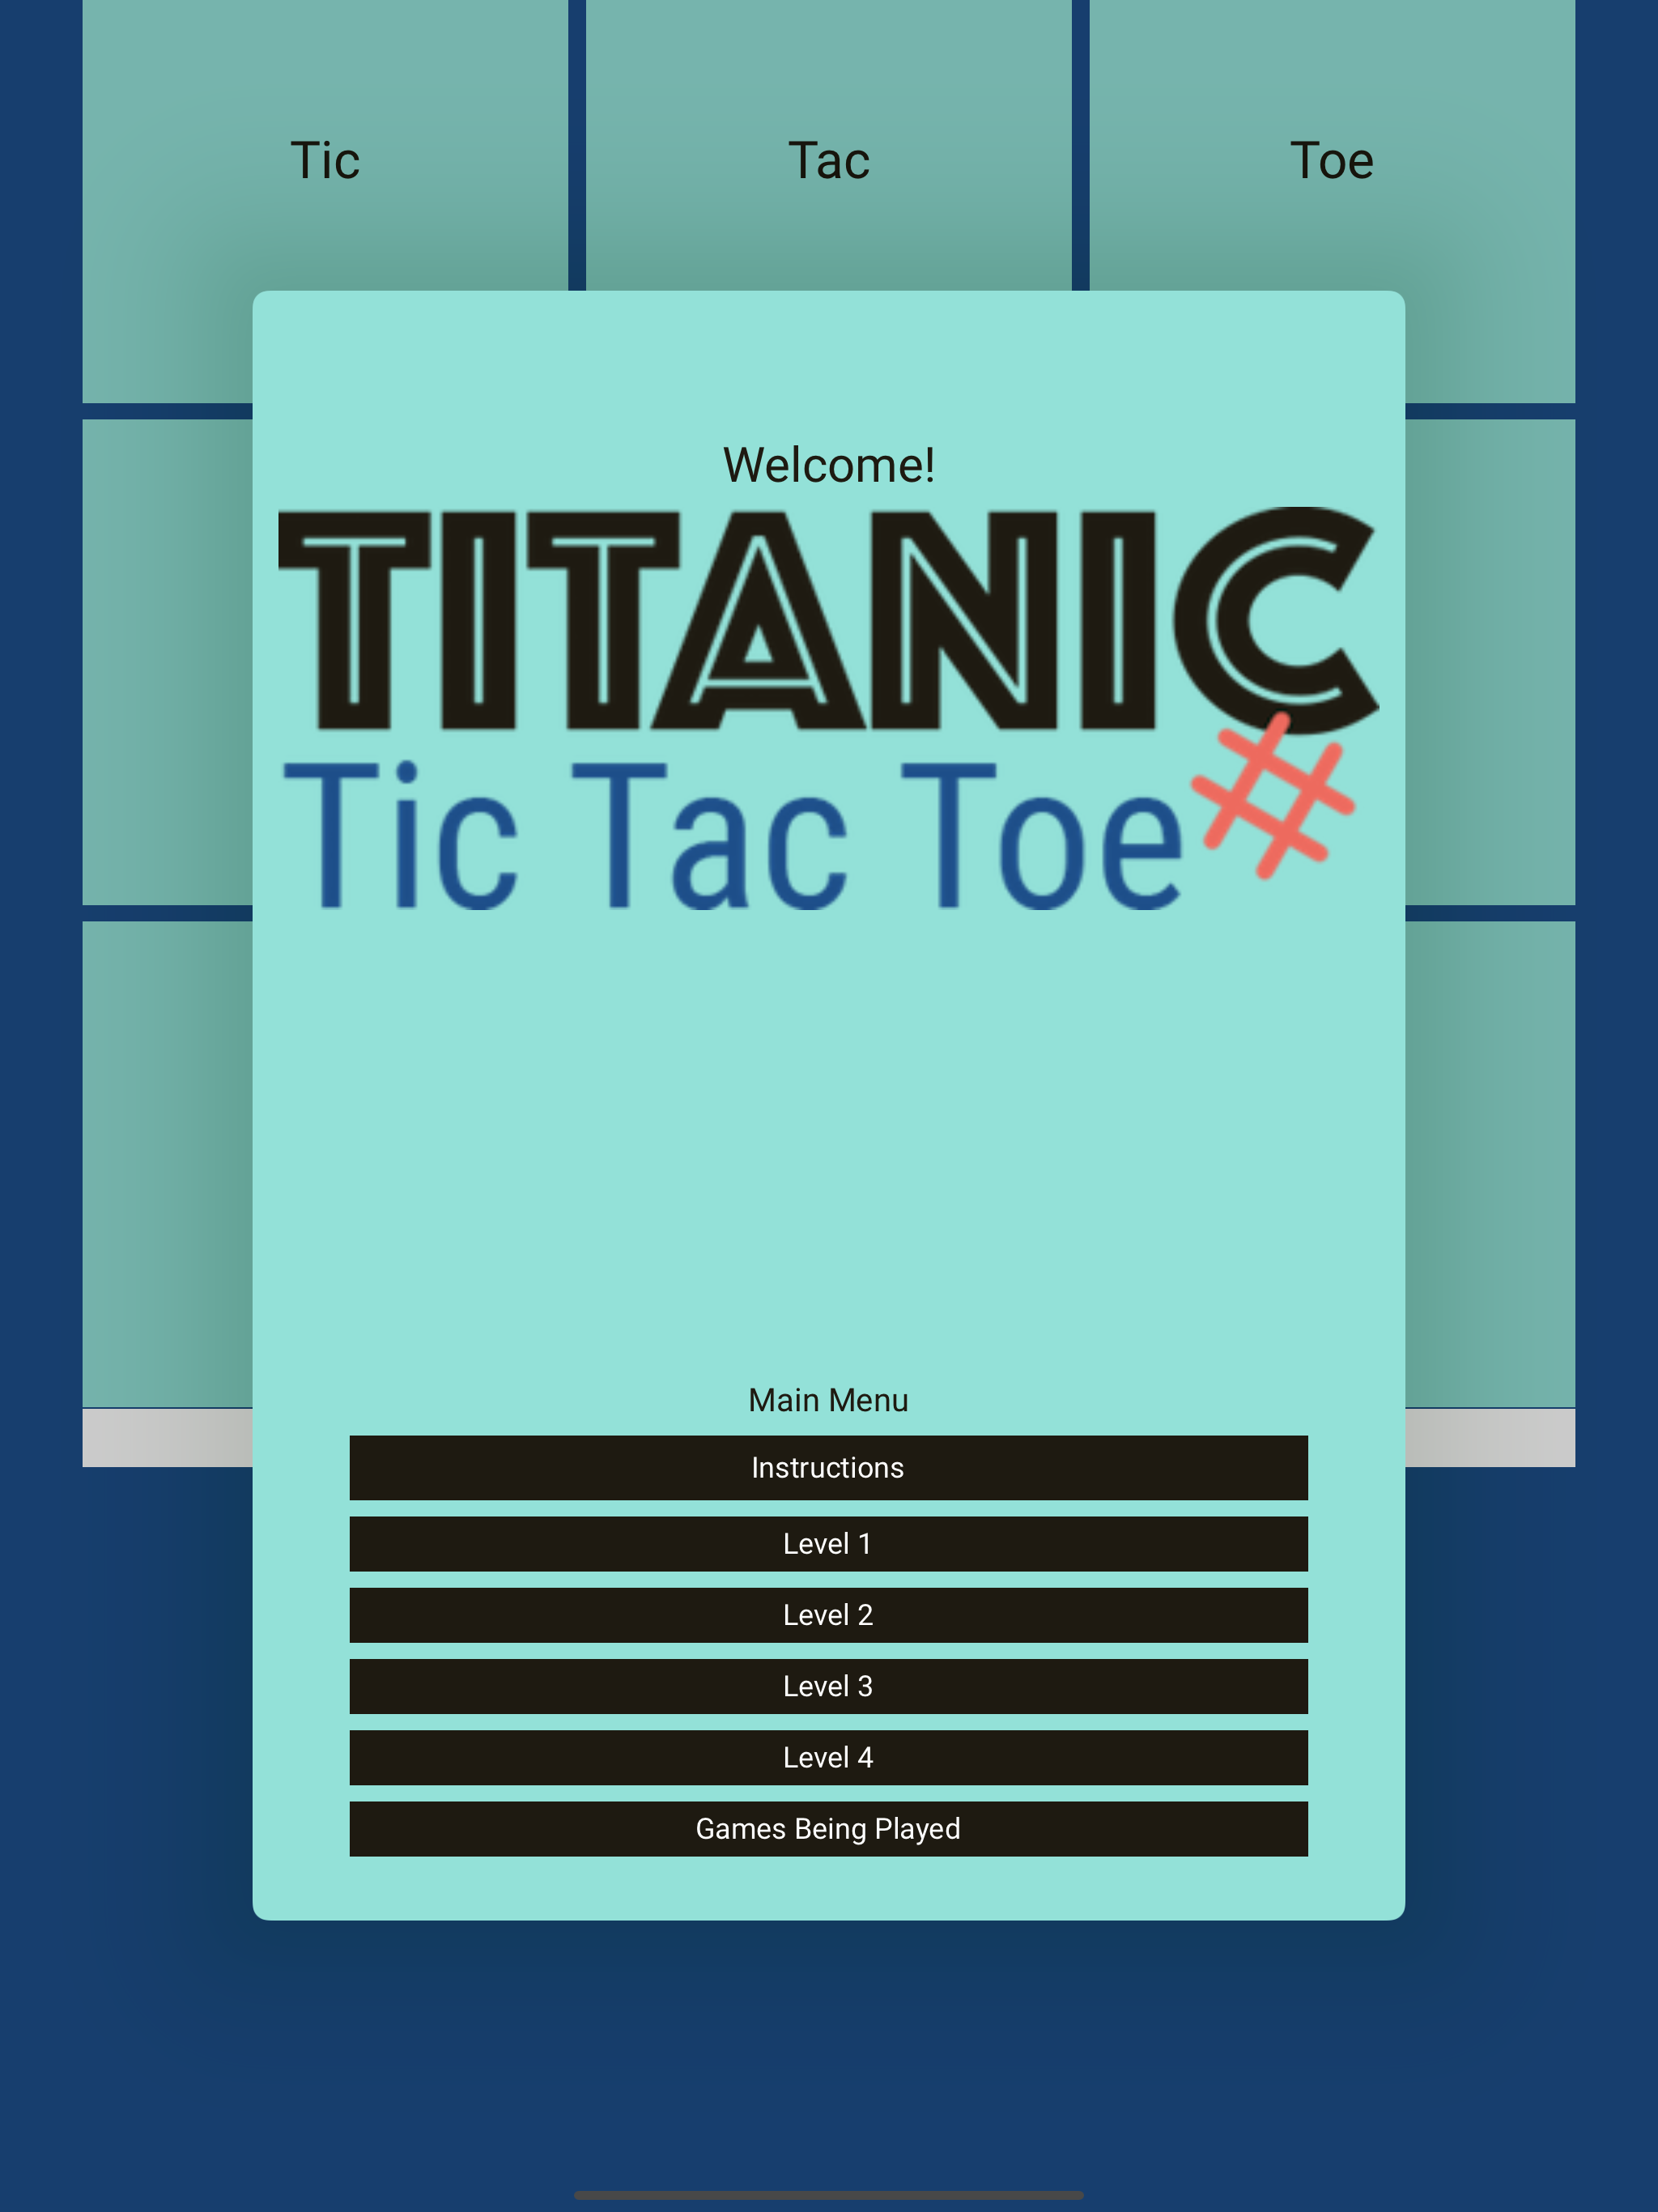 Tic Tac Toe
Welcome!
TITANIC
Tic Tac Toe
Main Menu
Instructions
Level 1
Level 2
Level 3
Level 4
Games Being Played